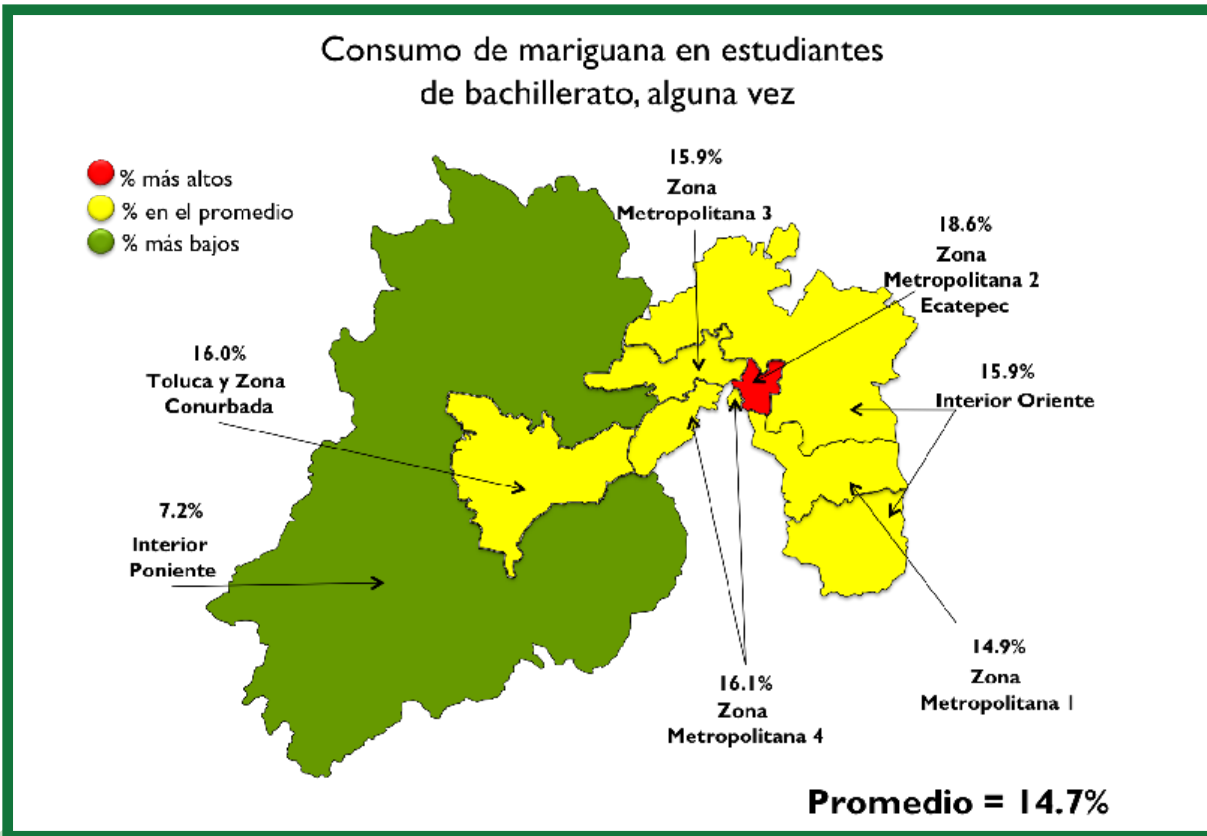 Consumo de mariguana en estudiantes
de bachillerato, alguna vez
% más altos
% en el promedio
% más bajos
15.9%
Zona
Metropolitana 3
18.6%
Zona
Metropolitana 2
Ecatepec
16.0%
Toluca y Zona
Conurbada
15.9%
Interior Oriente
7.2%
Interior
Poniente
14.9%
Zona
Metropolitana 1
16.1%
Zona
Metropolitana 4
Promedio = 14.7%